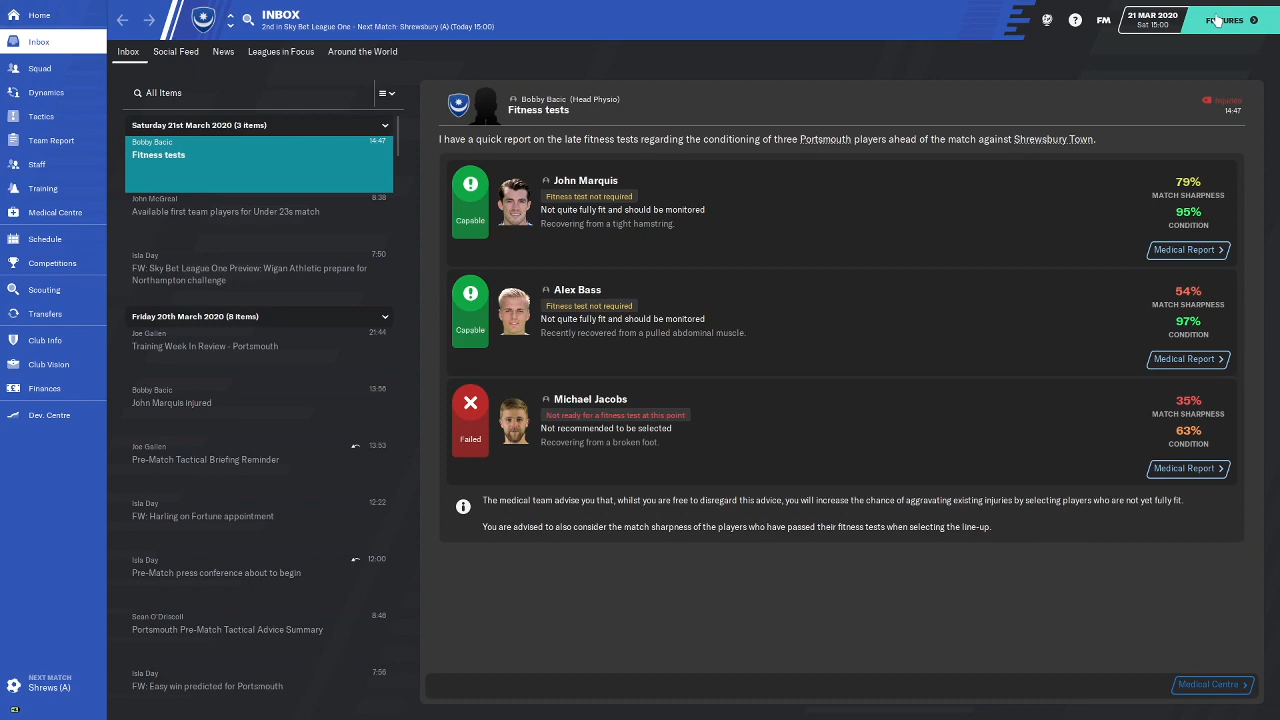 Home
Inbox
Squad
Dynamics
Tactics
Team Report
Staff
Training
Medical Centre
Schedule
Competitions
Scouting
Transfers
Club Info
Club Vision
Finances
Dev. Centre
NEXT MATCH
Shrews (A)
INBOX
2nd in Sky Bet League One - Next Match: Shrewsbury (A) (Today 15:00)
FM
21 MAR 2020
Sat 15:00
Inbox
Social Feed
News
Leagues in Focus
Around the World
All Items
Saturday 21st March 2020 (3 items)
Bobby Bacic 14:47
Fitness tests
John McGreal 8:38
Available first team players for Under 23s match
Isla Day 7:50
FW: Sky Bet League One Preview: Wigan Athletic prepare for
Northampton challenge
Friday 20th March 2020 (8 items)
Joe Gallen 21:44
Training Week In Review - Portsmouth
Bobby Bacic 13:56
John Marquis injured
Joe Gallen 13:53
Pre-Match Tactical Briefing Reminder
Isla Day 12:22
FW: Harling on Fortune appointment
Isla Day 12:00
Pre-Match press conference about to begin
Sean O'Driscoll 8:46
Portsmouth Pre-Match Tactical Advice Summary
Isla Day 7:56
FW: Easy win predicted for Portsmouth
Bobby Bacic (Head Physio)
Fitness tests
Injuries
14:47
I have a quick report on the late fitness tests regarding the conditioning of three Portsmouth players ahead of the match against Shrewsbury Town.
Capable
John Marquis
Fitness test not required
Not quite fully fit and should be monitored
Recovering from a tight hamstring.
79%
MATCH SHARPNESS
95%
CONDITION
Medical Report
Capable
Alex Bass
Fitness test not required
Not quite fully fit and should be monitored
Recently recovered from a pulled abdominal muscle.
54%
MATCH SHARPNESS
97%
CONDITION
Medical Report
Failed
Michael Jacobs
Not ready for a fitness test at this point
Not recommended to be selected
Recovering from a broken foot.
35%
MATCH SHARPNESS
63%
CONDITION
Medical Report
The medical team advise you that, whilst you are free to disregard this advice, you will increase the chance of aggravating existing injuries by selecting players who are not yet fully fit.
You are advised to also consider the match sharpness of the players who have passed their fitness tests when selecting the line-up.
Medical Centre